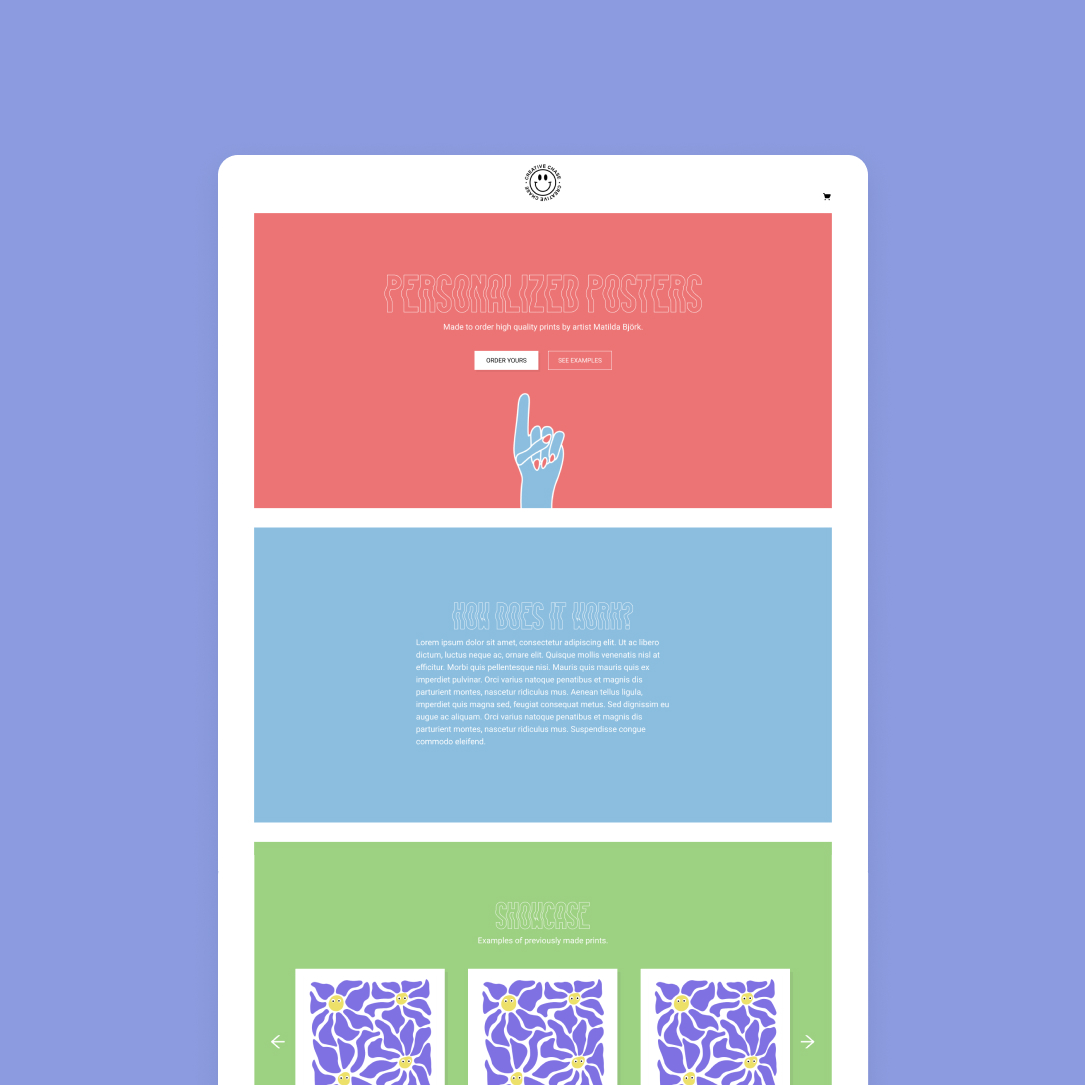 CREATIVE CHASE • CREATIVE CHASE •
PERSONALIZED POSTERS
Made to order high quality prints by artist Matilda Björk.
ORDER YOURS
SEE EXAMPLES
HOW DOES IT WORK?
Lorem ipsum dolor sit amet, consectetur adipiscing elit. Ut ac libero
dictum, luctus neque ac, ornare elit. Quisque mollis venenatis nisl at
efficitur. Morbi quis pellentesque nisi. Mauris quis mauris quis ex
imperdiet pulvinar. Orci varius natoque penatibus et magnis dis
parturient montes, nascetur ridiculus mus. Aenean tellus ligula,
imperdiet quis magna sed, feugiat consequat metus. Sed dignissim eu
augue ac aliquam. Orci varius natoque penatibus et magnis dis
parturient montes, nascetur ridiculus mus. Suspendisse congue
commodo eleifend.
SHOWCASE
Examples of previously made prints.